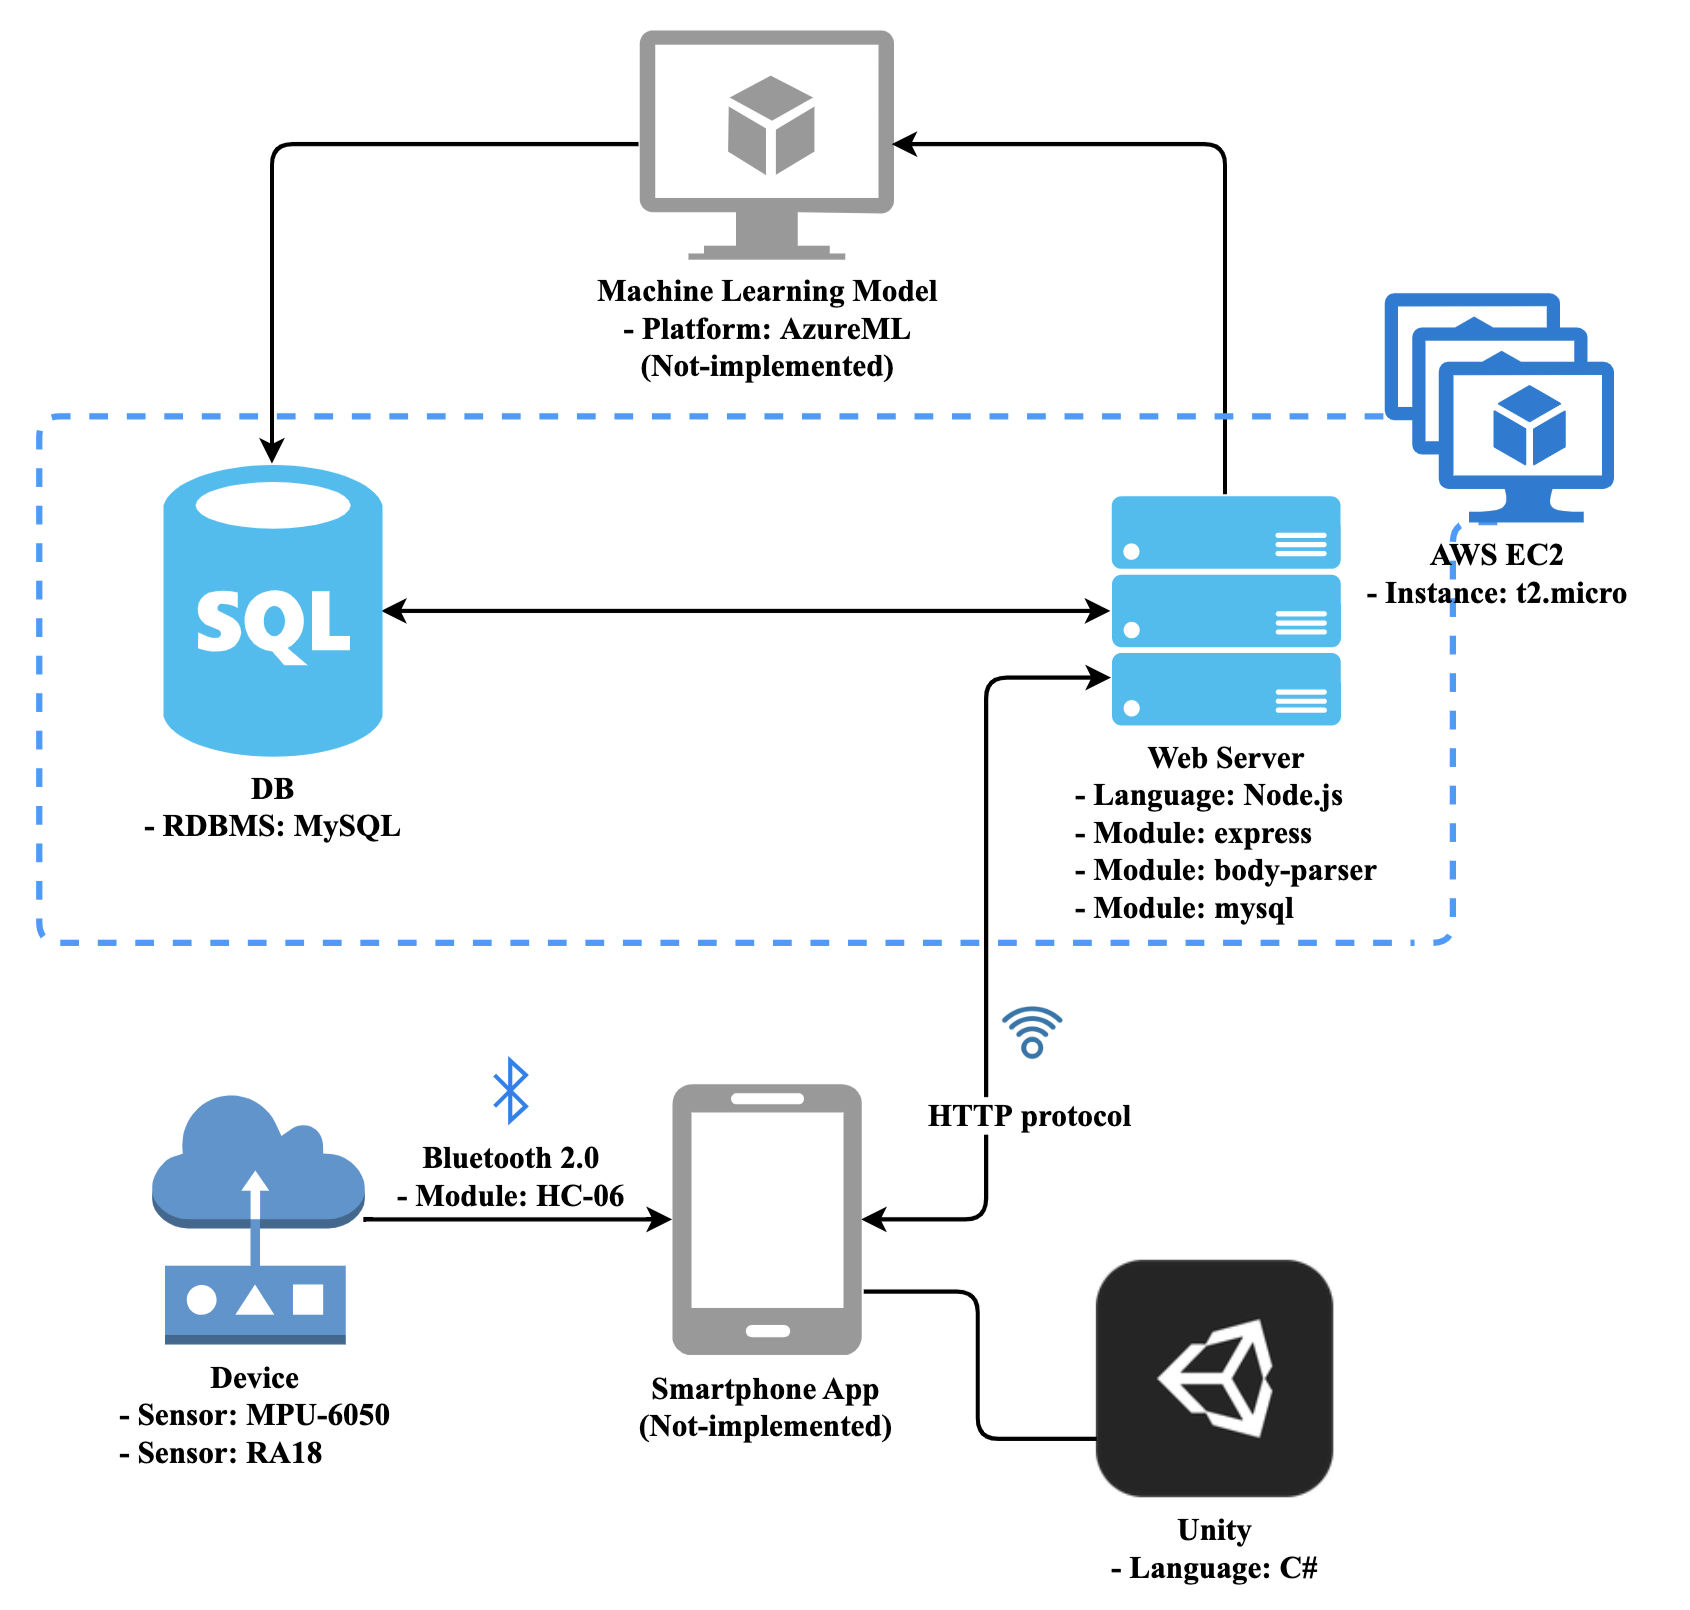 Machine Learning Model
- Platform: AzureML
(Not-implemented)
AWS EC2
- Instance: t2.micro
SQL
DB
- RDBMS: MySQL
Web Server
- Language: Node.js
- Module: express
- Module: body-parser
- Module: mysql
HTTP protocol
Bluetooth 2.0
- Module: HC-06
Device
- Sensor: MPU-6050
- Sensor: RA18
Smartphone App
(Not-implemented)
Unity
- Language: C#